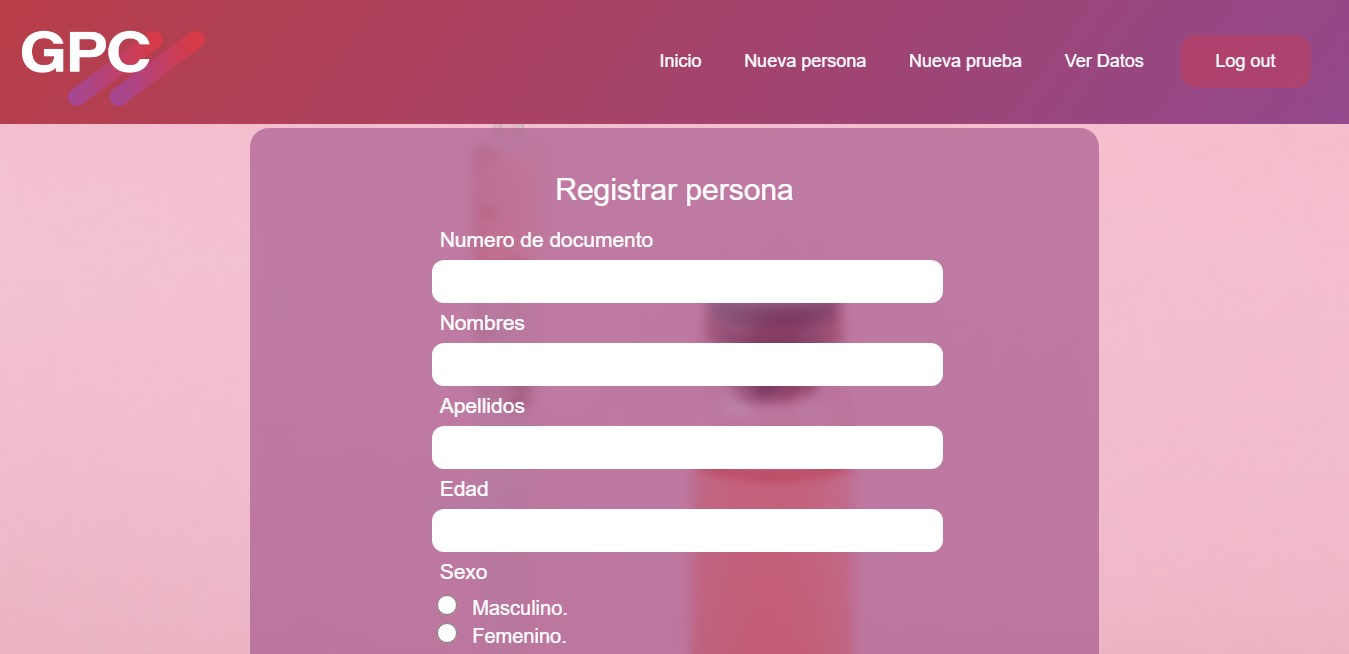 GPC
Inicio Nueva persona Nueva prueba Ver Datos Log out
Registrar persona
Numero de documento
Nombres
Apellidos
Edad
Sexo
Masculino.
Femenino.